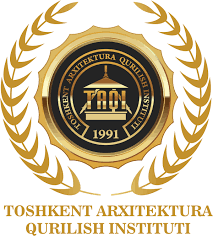 TOSHKENT ARXITEKTURA QURILISH INSTITUTI
TAQI
1991
TOSHKENT ARXITEKTURA
QURILISH INSTITUTI